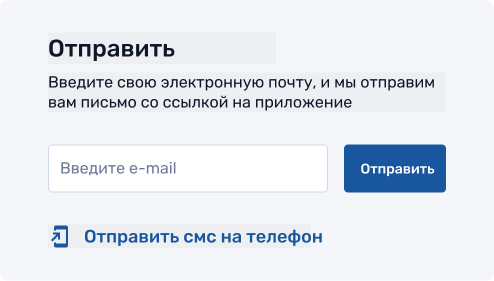 Отправить
Введите свою электронную почту, и мы отправим
вам письмо со ссылкой на приложение
Введите e-mail
Отправить
Отправить смс на телефон